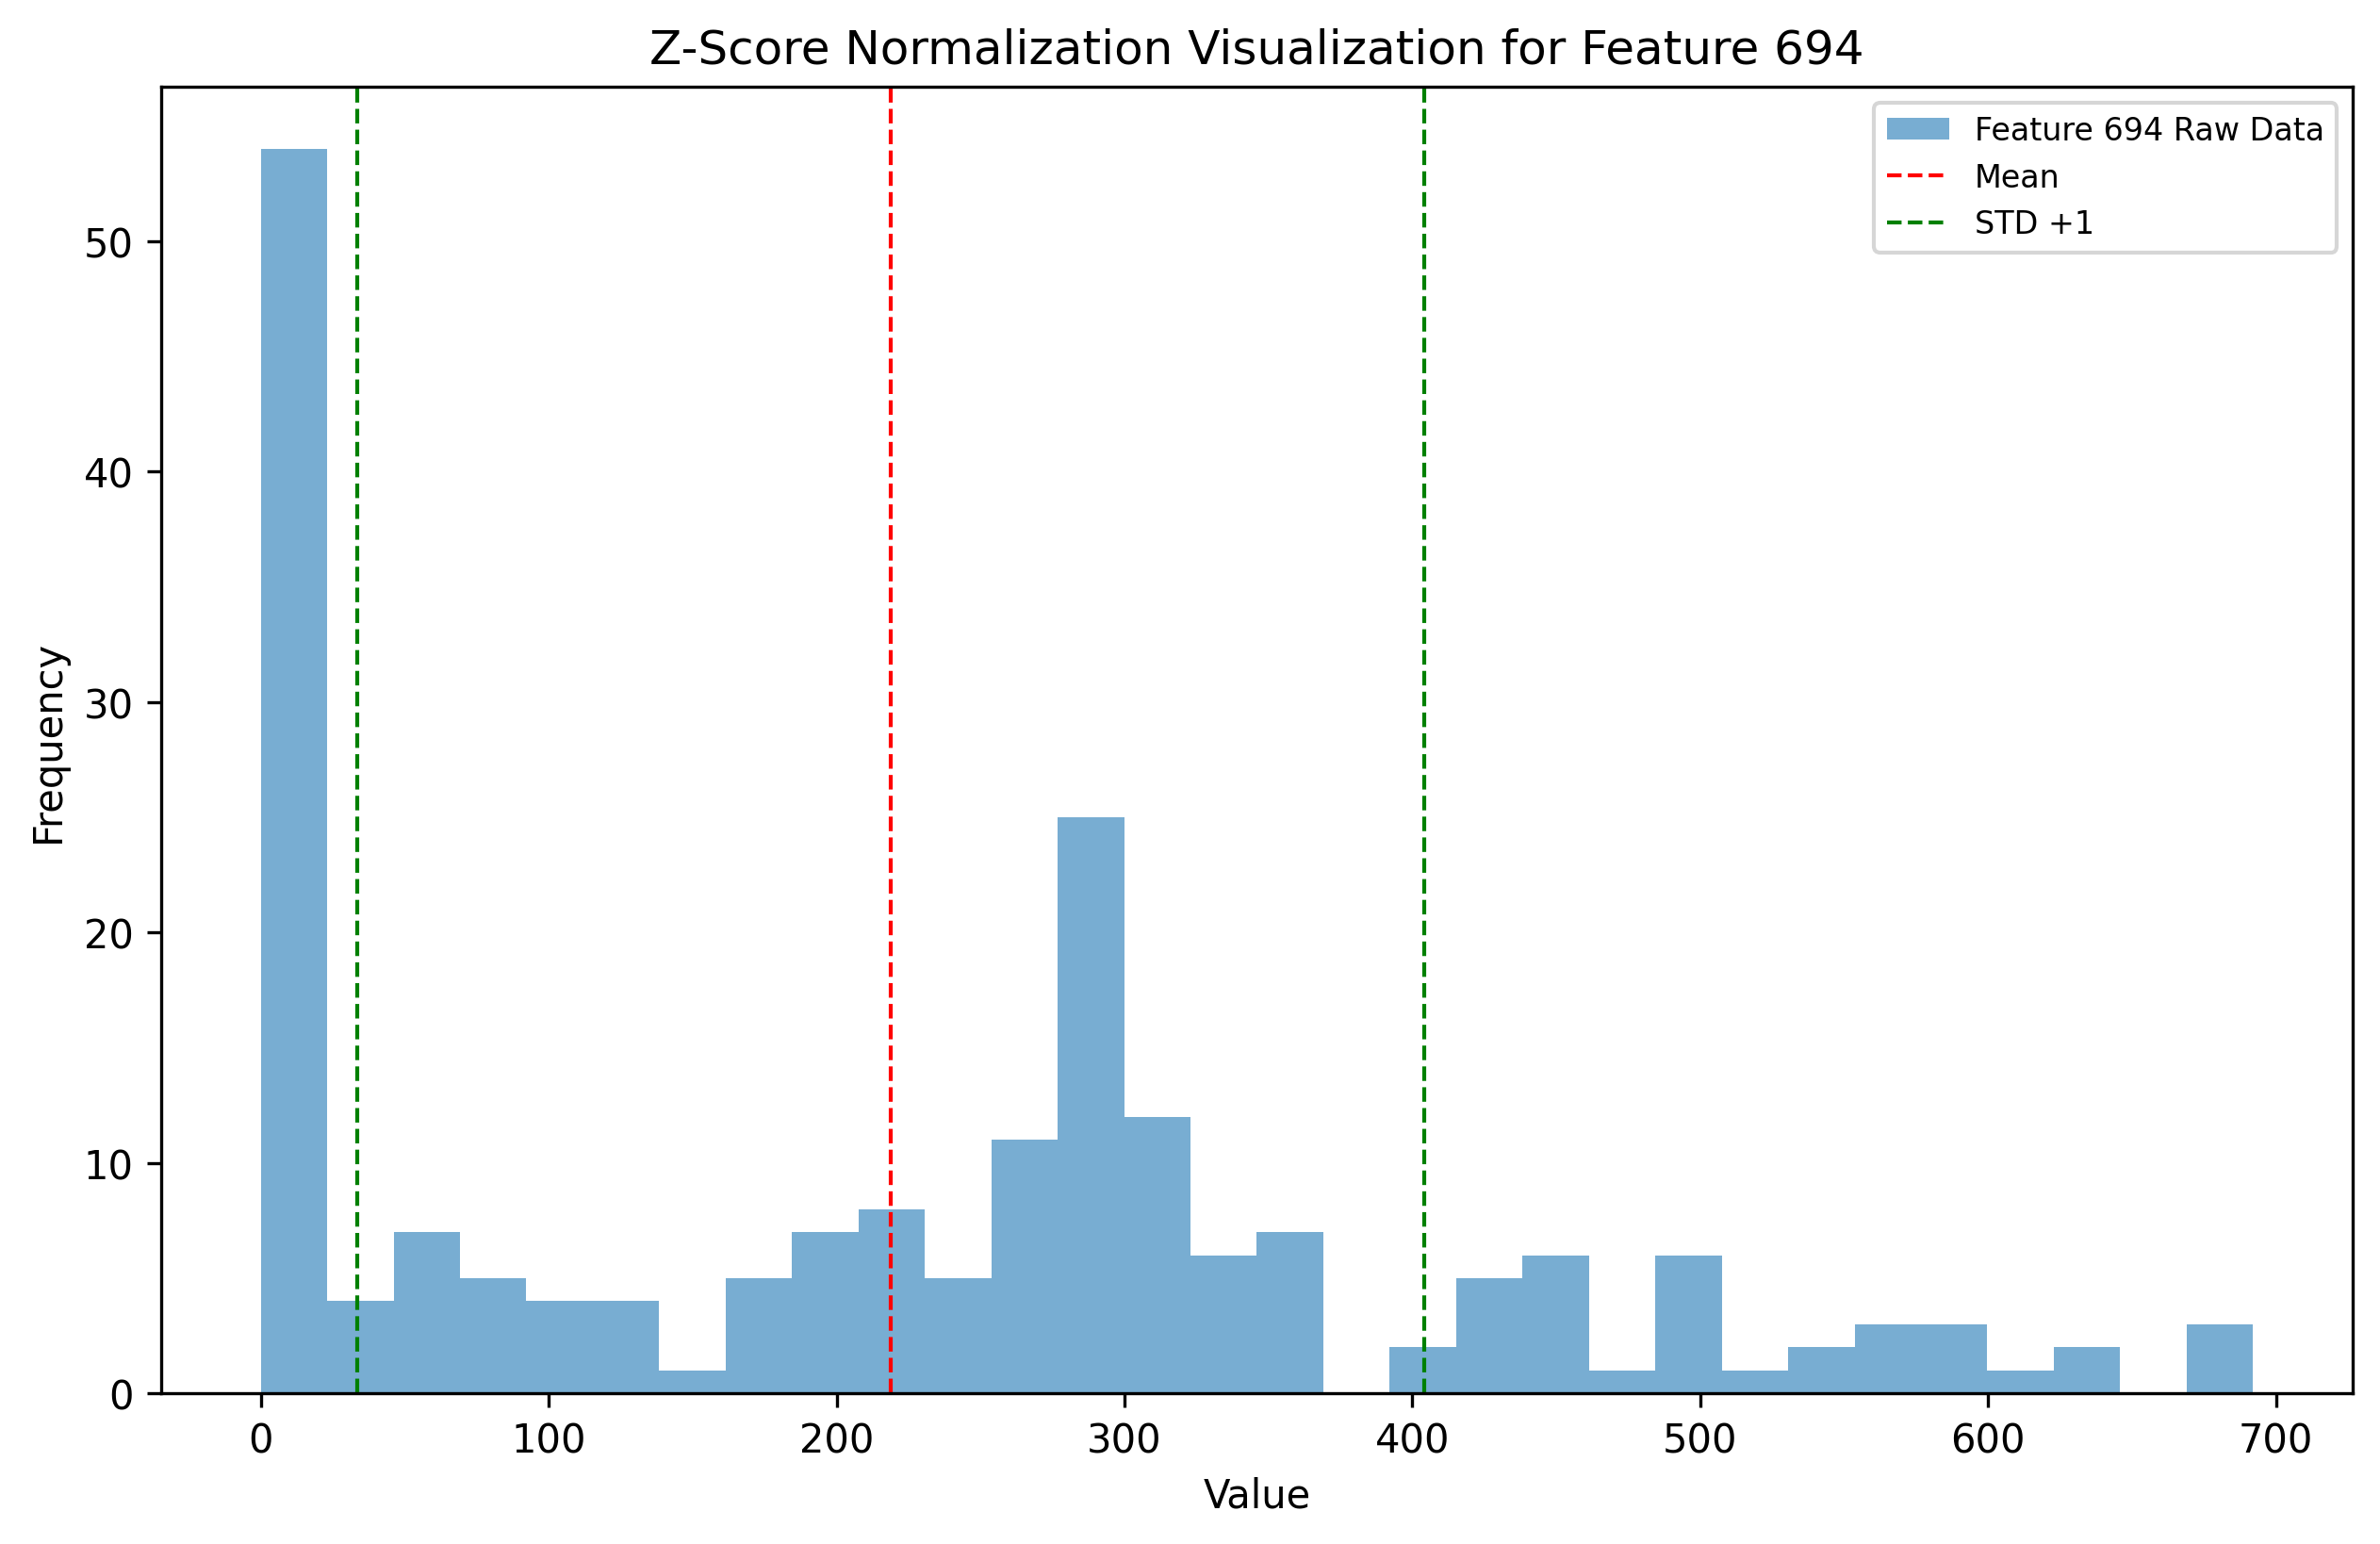 Z-Score Normalization Visualization for Feature 694
Feature 694 Raw Data
Mean
STD +1
50
40
30
20
10
0
Frequency
0 100 200 300 400 500 600 700
Value